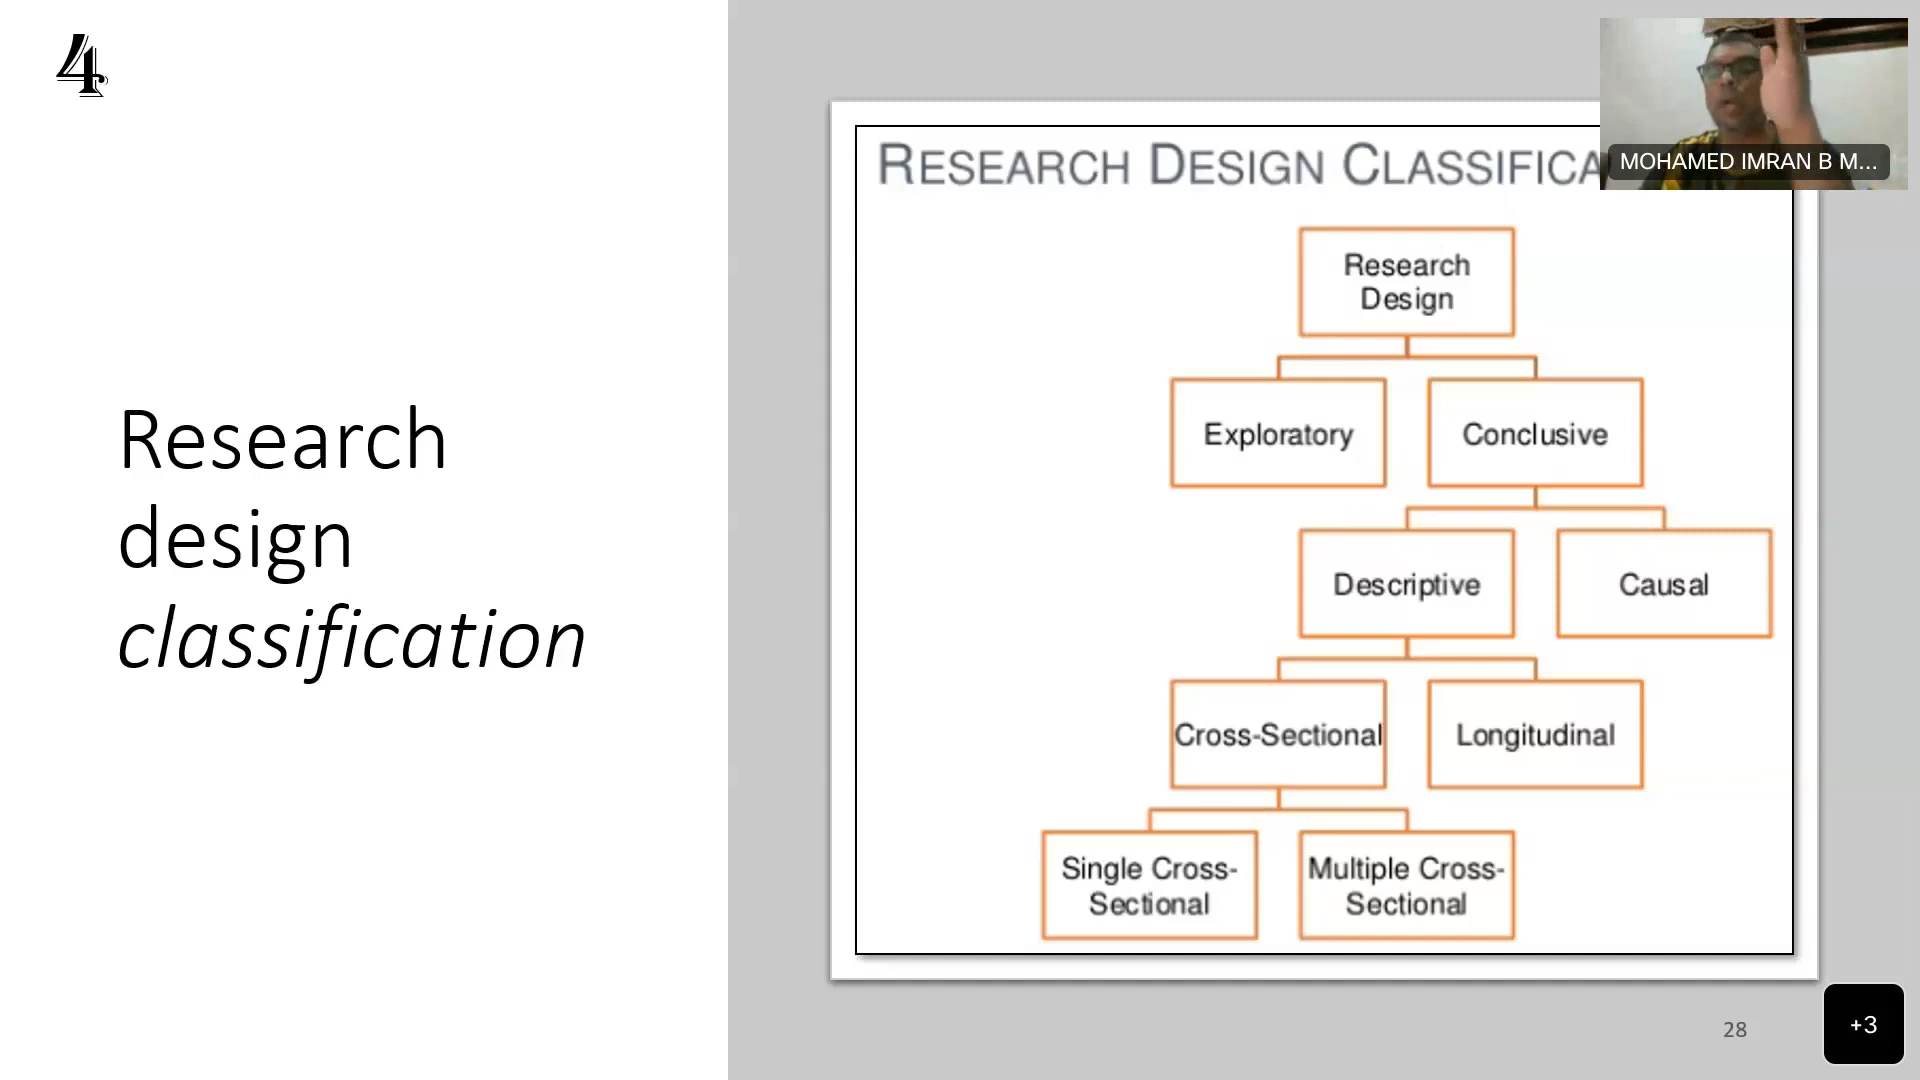 4
Research
design
classification
RESEARCH DESIGN CLASSIFICA
MOHAMED IMRAN B M...
Research
Design
Exploratory
Conclusive
Descriptive
Causal
Cross-Sectional
Longitudinal
Single Cross-
Sectional
Multiple Cross-
Sectional
28
+3